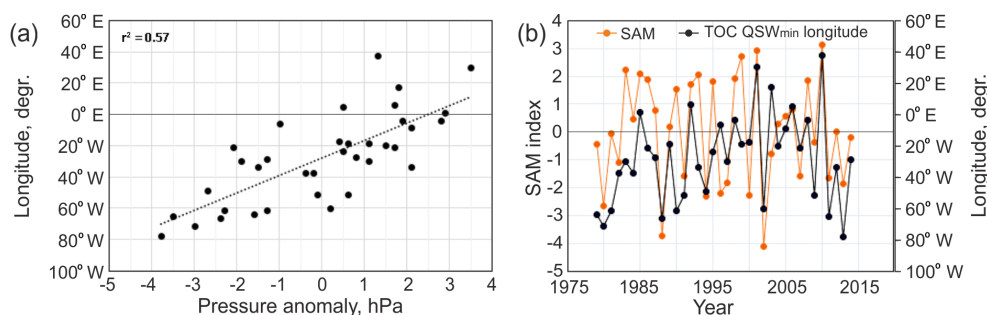 (a)
r² = 0.57
60° E
40° E
20° E
0° E
20° W
40° W
60° W
80° W
100° W
Longitude, degr.
-5 -4 -3 -2 -1 0 1 2 3 4
Pressure anomaly, hPa
(b)
SAM TOC QSWmin longitude
4
3
2
1
0
-1
-2
-3
-4
-5
SAM index
60° E
40° E
20° E
0° E
20° W
40° W
60° W
80° W
100° W
Longitude, degr.
1975 1985 1995 2005 2015
Year